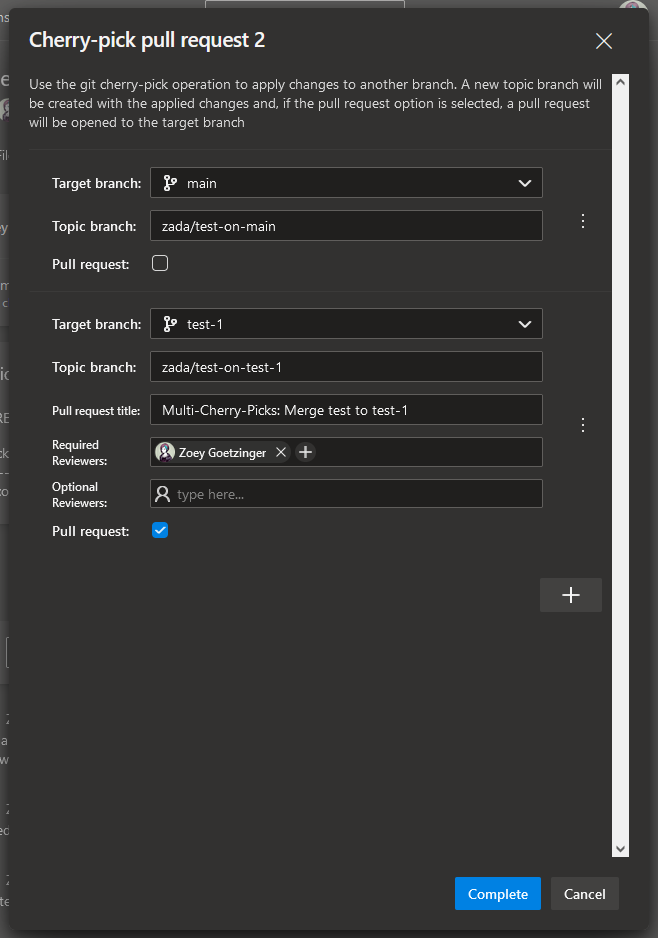 Cherry-pick pull request 2
Use the git cherry-pick operation to apply changes to another branch. A new topic branch will
be created with the applied changes and, if the pull request option is selected, a pull request
will be opened to the target branch
Target branch: main
Topic branch: zada/test-on-main
Pull request:
Target branch: test-1
Topic branch: zada/test-on-test-1
Pull request title: Multi-Cherry-Picks: Merge test to test-1
Required
Reviewers: Zoey Goetzinger
Optional
Reviewers: type here...
Pull request:
Complete Cancel